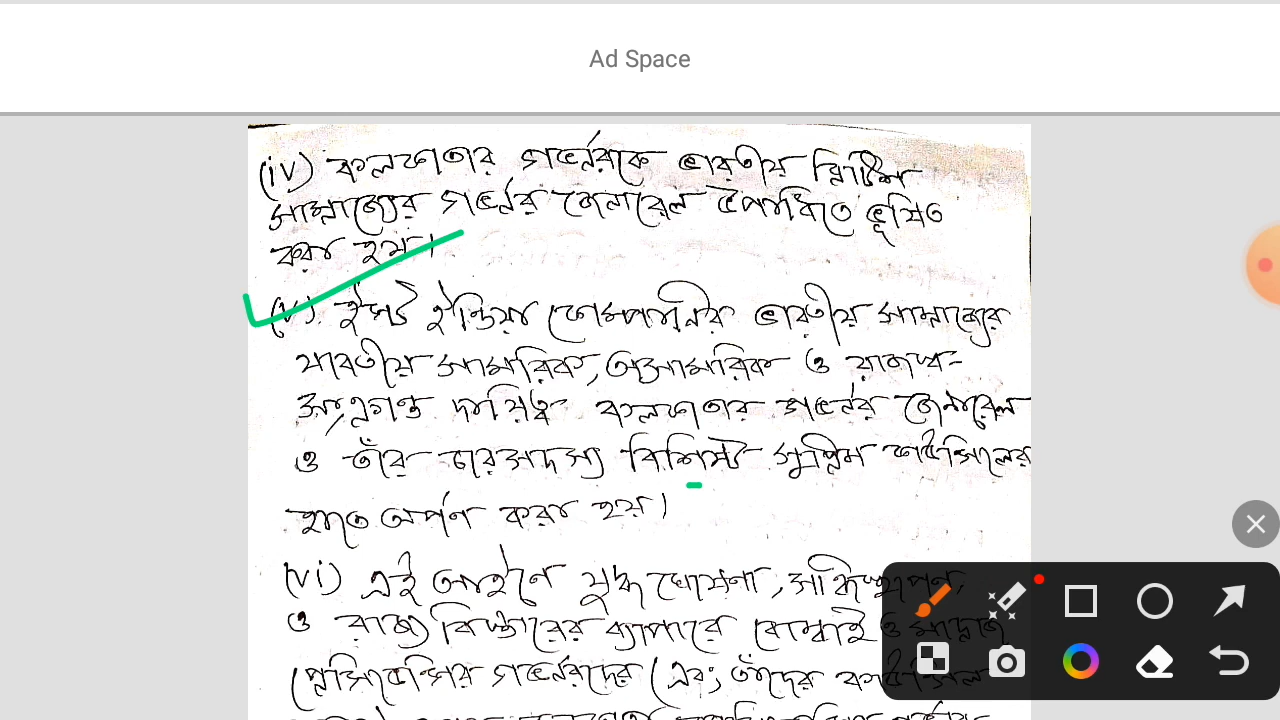 Ad Space
(iv) কলকাতার গভর্নরকে ভারতীয় ব্রিটিশ
সাম্রাজ্যের গভর্নর জেনারেল উপাধিতে ভূষিত
করা হয়।
(v). ইস্ট ইন্ডিয়া কোম্পানীর ভারতীয় সাম্রাজ্যের
যাবতীয় সামরিক, অসামরিক ও রাজস্ব-
সংক্রান্ত দায়িত্ব কলকাতার গভর্নর জেনারেল
ও তাঁর চারসদস্য বিশিষ্ট সুপ্রিম কাউন্সিলের
হাতে অর্পণ করা হয়।
(vi) এই আইনে যুদ্ধ ঘোষণা, সন্ধিস্থাপন,
ও রাজ্য বিস্তারের ব্যাপারে বোম্বাই ও মাদ্রাজ
প্রেসিডেন্সির গভর্নরদের (এবং তাঁদের কাউন্সিল